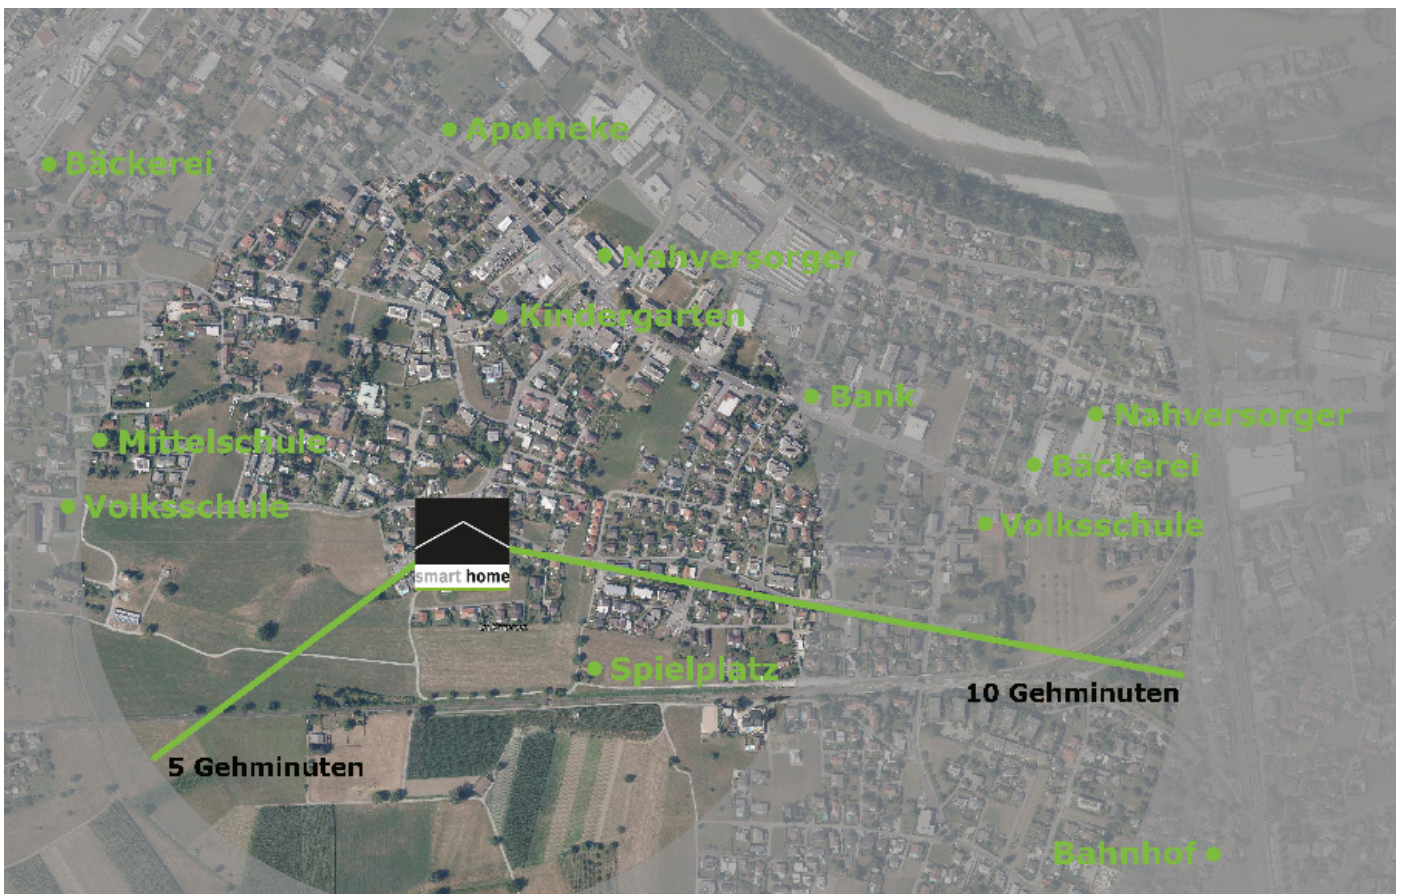 Apotheke
Bäckerei
Nahversorger
Kindergarten
Bank
Nahversorger
Mittelschule
Bäckerei
Volksschule
Volksschule
smart home
Spielplatz
10 Gehminuten
5 Gehminuten
Bahnhof